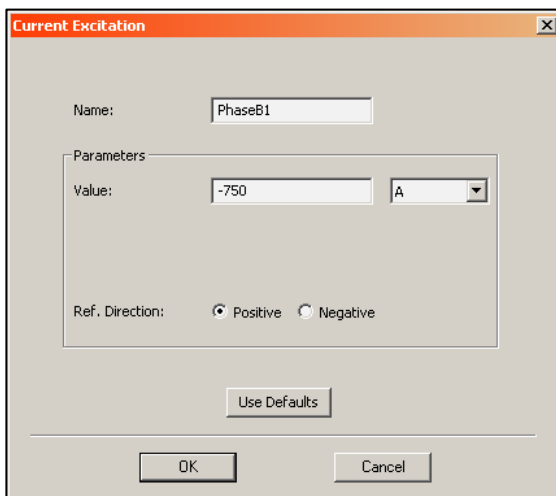 Current Excitation
Name: PhaseB1
Parameters
Value: -750 A
Ref. Direction: Positive Negative
Use Defaults
OK Cancel